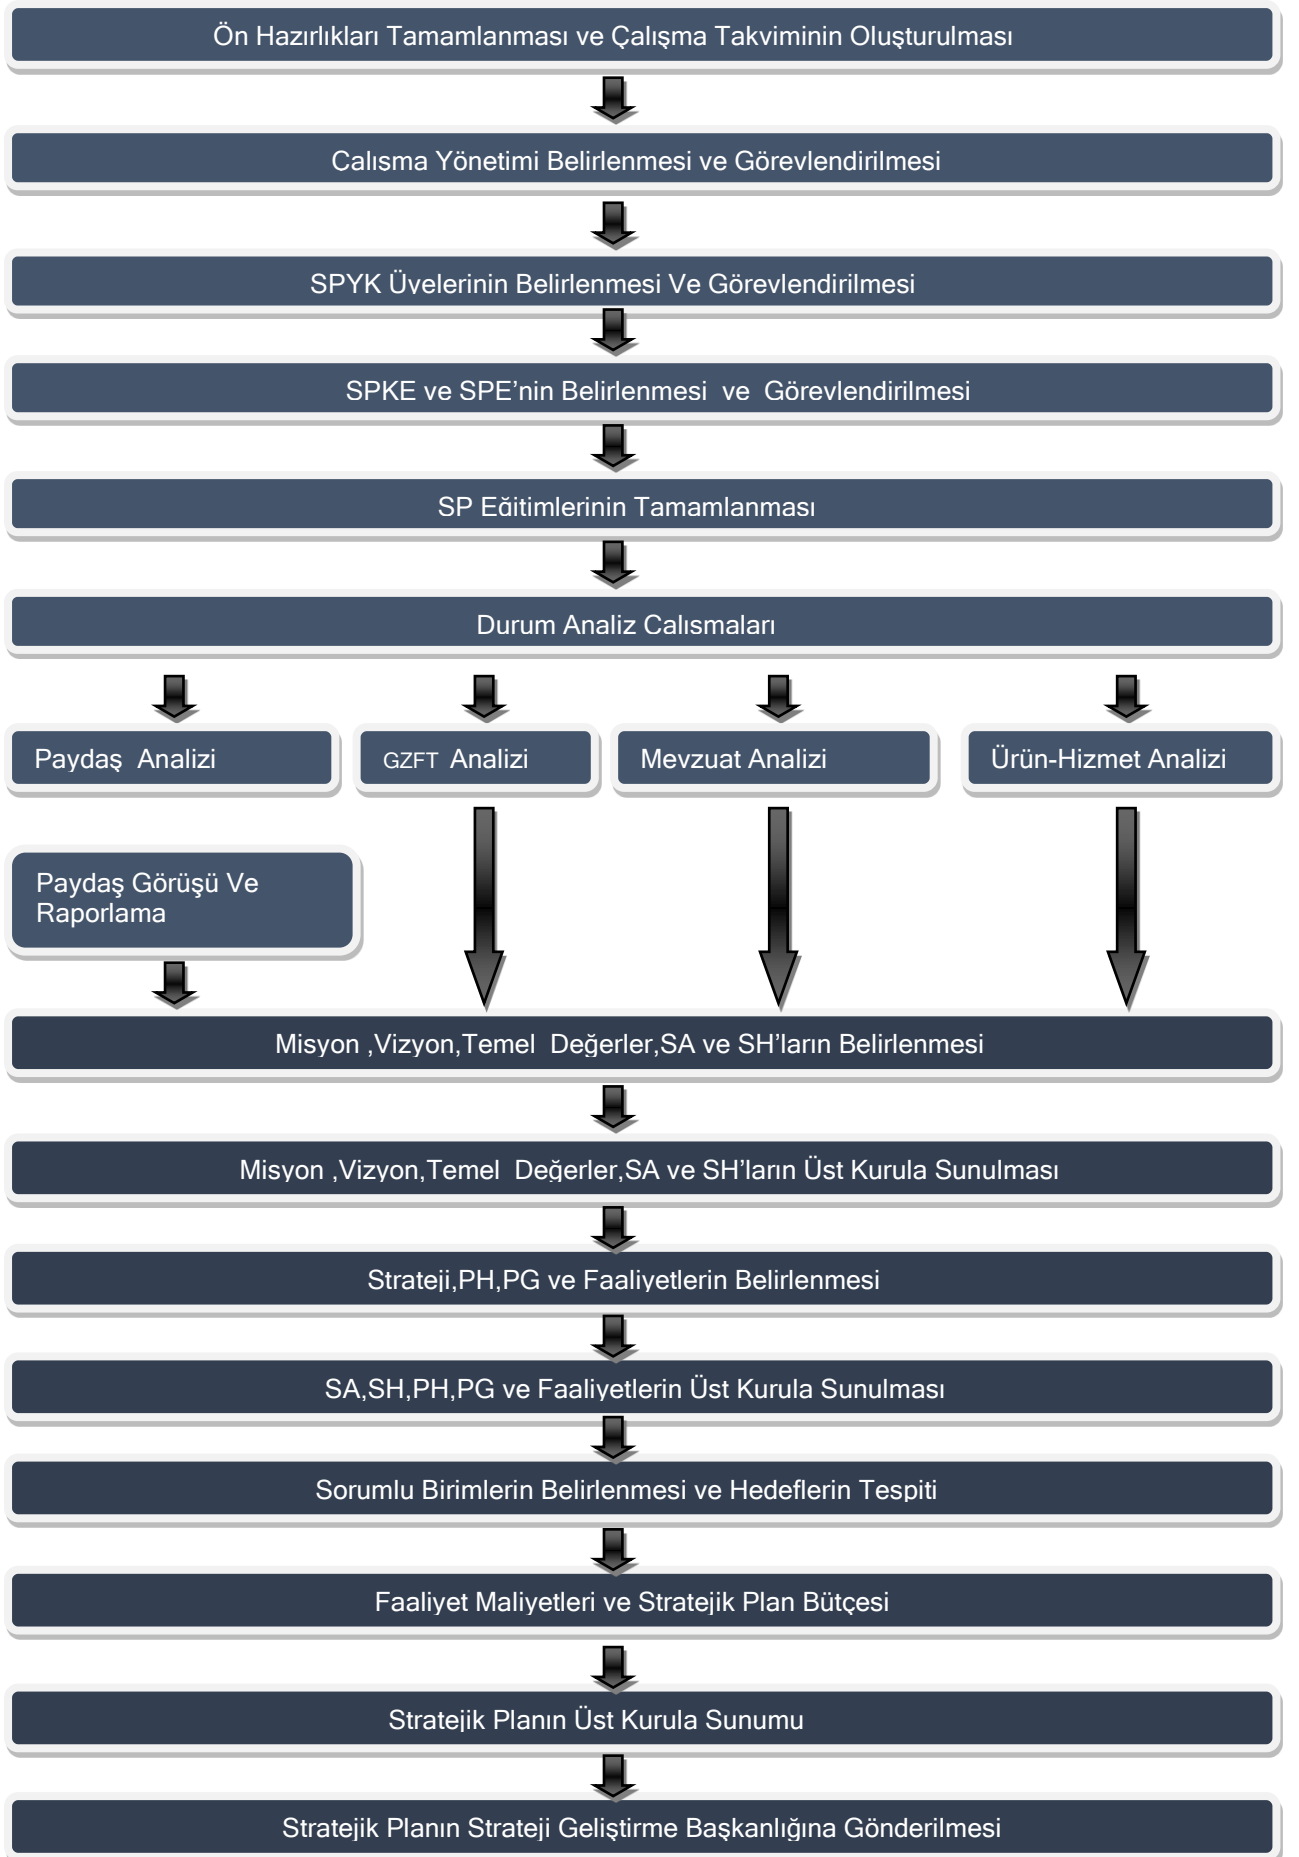 Ön Hazırlıkları Tamamlanması ve Çalışma Takviminin Oluşturulması
Çalışma Yönetimi Belirlenmesi ve Görevlendirilmesi
SPYK Üyelerinin Belirlenmesi Ve Görevlendirilmesi
SPKE ve SPE’nin Belirlenmesi ve Görevlendirilmesi
SP Eğitimlerinin Tamamlanması
Durum Analiz Çalışmaları
Paydaş Analizi
GZFT Analizi
Mevzuat Analizi
Ürün-Hizmet Analizi
Paydaş Görüşü Ve
Raporlama
Misyon ,Vizyon,Temel Değerler,SA ve SH’ların Belirlenmesi
Misyon ,Vizyon,Temel Değerler,SA ve SH’ların Üst Kurula Sunulması
Strateji,PH,PG ve Faaliyetlerin Belirlenmesi
SA,SH,PH,PG ve Faaliyetlerin Üst Kurula Sunulması
Sorumlu Birimlerin Belirlenmesi ve Hedeflerin Tespiti
Faaliyet Maliyetleri ve Stratejik Plan Bütçesi
Stratejik Planın Üst Kurula Sunumu
Stratejik Planın Strateji Geliştirme Başkanlığına Gönderilmesi